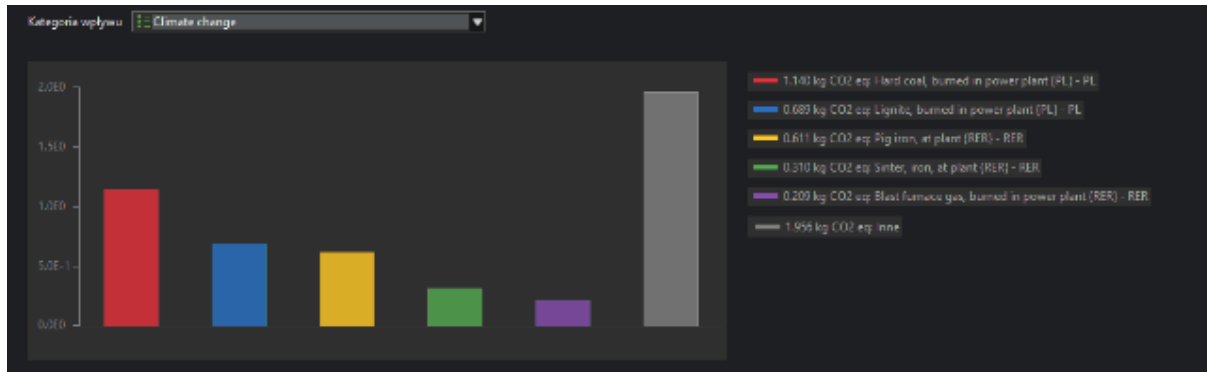 Kategoria wpływu Climate change
2.0E0
1.5E0
1.0E0
5.0E-1
0.0E0
1.140 kg CO2 eq: Hard coal, burned in power plant {PL} - PL
0.689 kg CO2 eq: Lignite, burned in power plant {PL} - PL
0.611 kg CO2 eq: Pig iron, at plant {RER} - RER
0.310 kg CO2 eq: Sinter, iron, at plant {RER} - RER
0.209 kg CO2 eq: Blast furnace gas, burned in power plant {RER} - RER
1.956 kg CO2 eq: Inne